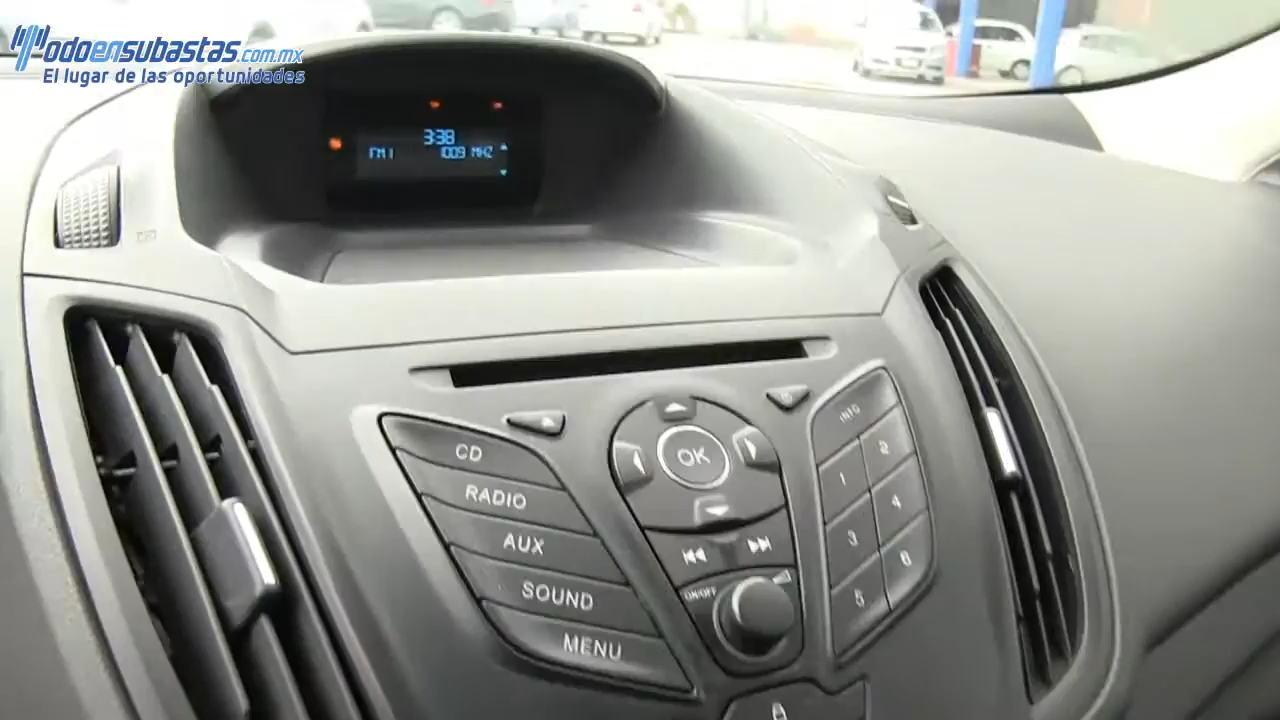 Todoensubastas.com.mx
El lugar de las oportunidades
3:38
FM1 100.9 MHZ
INFO
CD
OK
2
RADIO
1
4
AUX
3
6
SOUND
ON/OFF
5
MENU